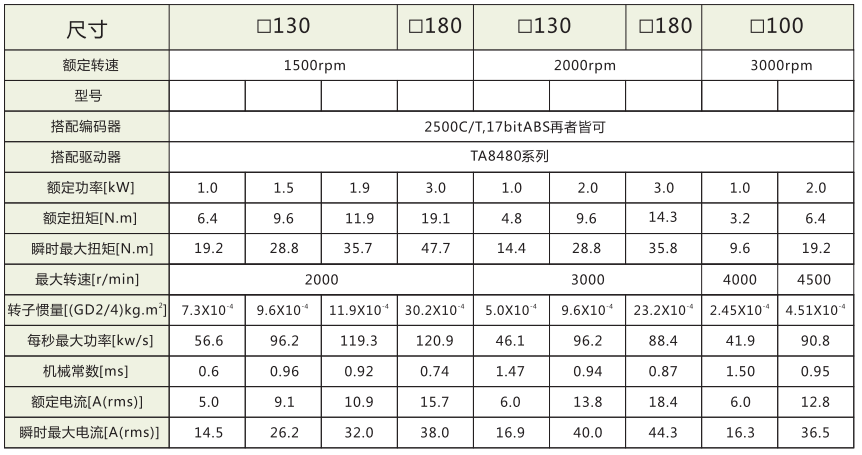 尺寸 □130 □180 □130 □180 □100
额定转速 1500rpm 2000rpm 3000rpm
型号
搭配编码器 2500C/T,17bitABS再者皆可
搭配驱动器 TA8480系列
额定功率[kW] 1.0 1.5 1.9 3.0 1.0 2.0 3.0 1.0 2.0
额定扭矩[N.m] 6.4 9.6 11.9 19.1 4.8 9.6 14.3 3.2 6.4
瞬时最大扭矩[N.m] 19.2 28.8 35.7 47.7 14.4 28.8 35.8 9.6 19.2
最大转速[r/min] 2000 3000 4000 4500
转子惯量[(GD2/4)kg.m²] 7.3X10⁻⁴ 9.6X10⁻⁴ 11.9X10⁻⁴ 30.2X10⁻⁴ 5.0X10⁻⁴ 9.6X10⁻⁴ 23.2X10⁻⁴ 2.45X10⁻⁴ 4.51X10⁻⁴
每秒最大功率[kw/s] 56.6 96.2 119.3 120.9 46.1 96.2 88.4 41.9 90.8
机械常数[ms] 0.6 0.96 0.92 0.74 1.47 0.94 0.87 1.50 0.95
额定电流[A(rms)] 5.0 9.1 10.9 15.7 6.0 13.8 18.4 6.0 12.8
瞬时最大电流[A(rms)] 14.5 26.2 32.0 38.0 16.9 40.0 44.3 16.3 36.5